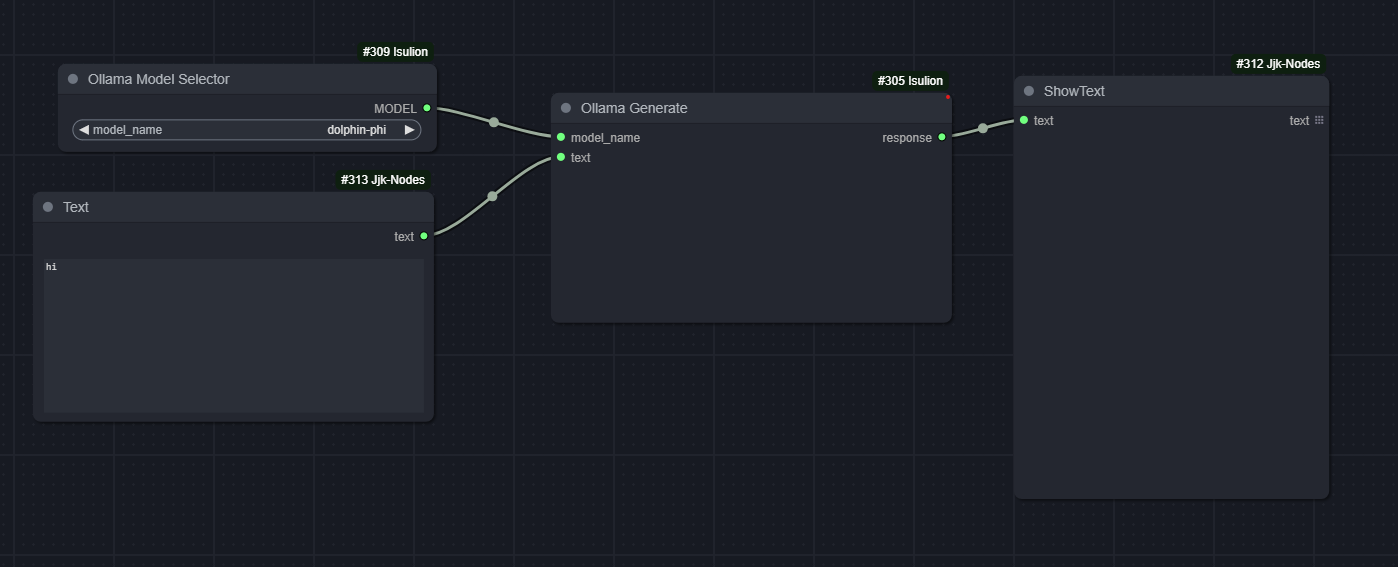 #309 Isulion
Ollama Model Selector
MODEL
model_name dolphin-phi
#313 Jjk-Nodes
Text
text
hi
#305 Isulion
Ollama Generate
model_name response
text
#312 Jjk-Nodes
ShowText
text text